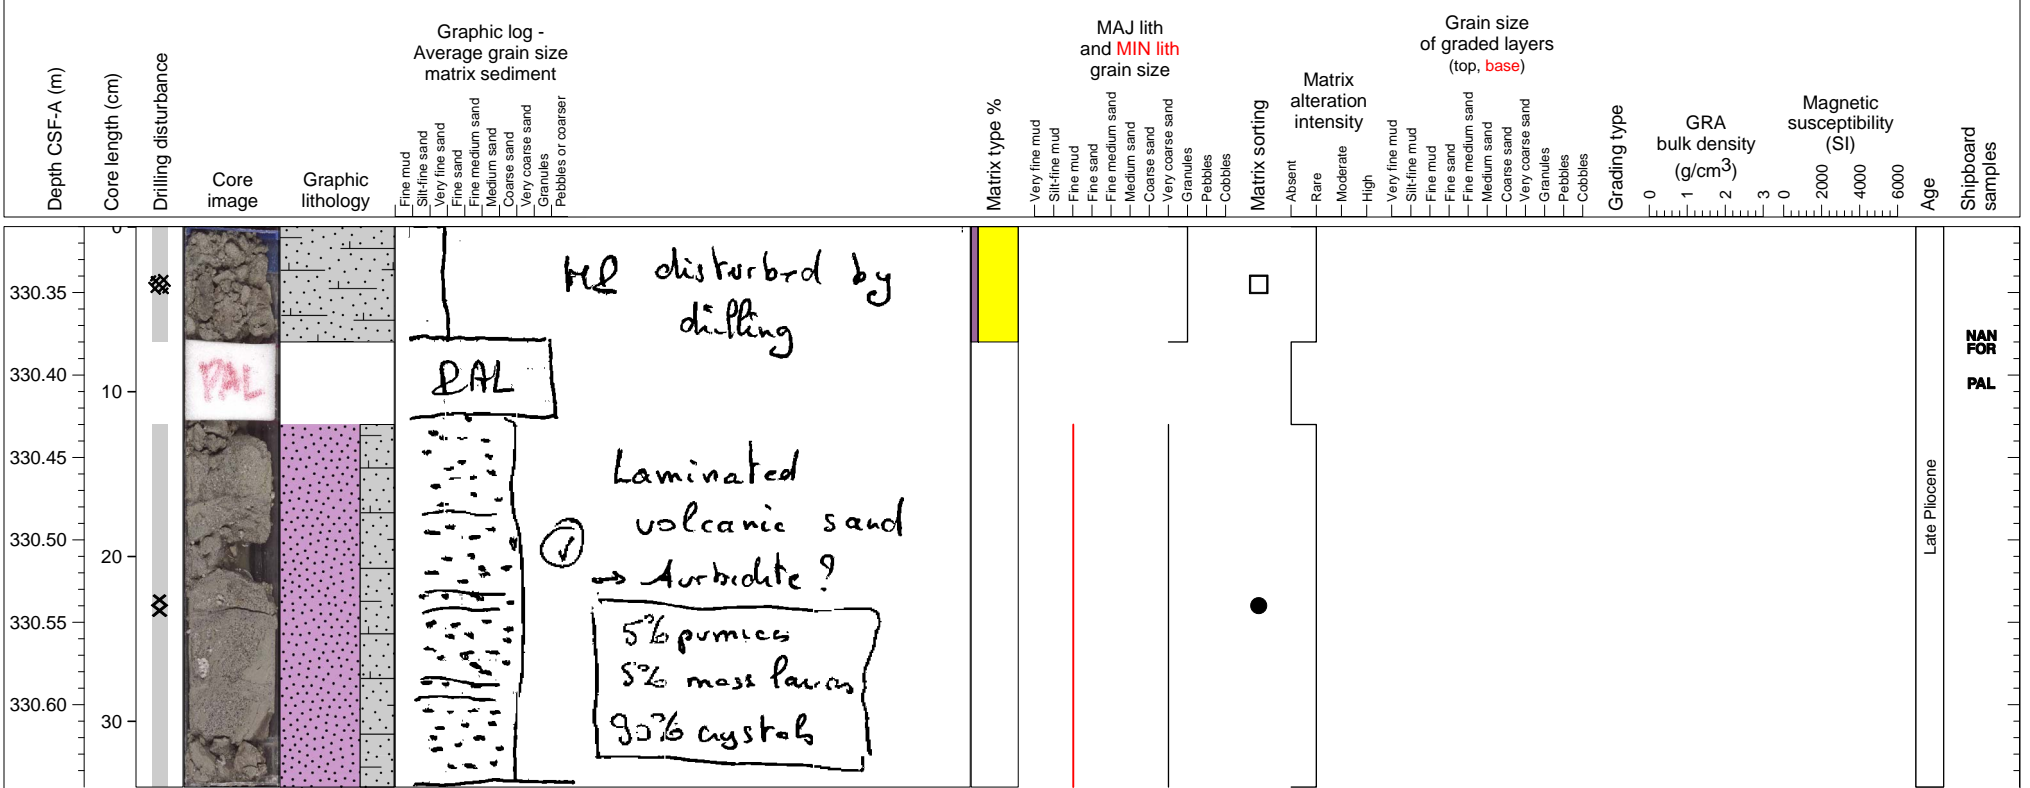 Graphic log -
Average grain size
matrix sediment
MAJ lith
and MIN lith
grain size
Grain size
of graded layers
(top, base)
Matrix
alteration
intensity
GRA
bulk density
(g/cm3)
Magnetic
susceptibility
(SI)
Depth CSF-A (m)
Core length (cm)
Drilling disturbance
Core
image
Graphic
lithology
Fine mud
Silt-fine sand
Very fine sand
Fine sand
Fine medium sand
Medium sand
Coarse sand
Very coarse sand
Granules
Pebbles or coarser
Matrix type %
Very fine mud
Silt-fine mud
Fine mud
Fine sand
Fine medium sand
Medium sand
Coarse sand
Very coarse sand
Granules
Pebbles
Cobbles
Matrix sorting
Absent
Rare
Moderate
High
Very fine mud
Silt-fine mud
Fine mud
Fine sand
Fine medium sand
Medium sand
Coarse sand
Very coarse sand
Granules
Pebbles
Cobbles
Grading type
0 1 2 3
0 2000 4000 6000
Age
Shipboard
samples
0
330.35
disturbed by
drilling
NAN
FOR
330.40
10
PAL
PAL
PAL
330.45
Laminated
volcanic sand
330.50
20
→ turbidite ?
330.55
5% pumices
5% mass lavas
330.60
30
90% crystals
Late Pliocene